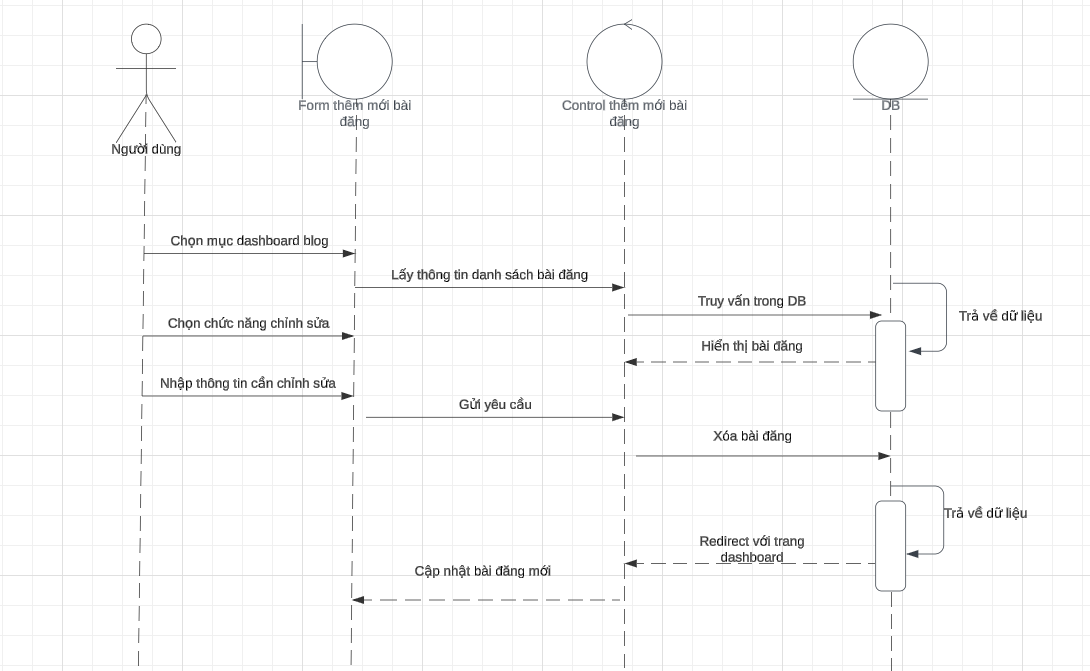 Form thêm mới bài
đăng
Control thêm mới bài
đăng
DB
Người dùng
Chọn mục dashboard blog
Lấy thông tin danh sách bài đăng
Truy vấn trong DB
Trả về dữ liệu
Chọn chức năng chỉnh sửa
Hiển thị bài đăng
Nhập thông tin cần chỉnh sửa
Gửi yêu cầu
Xóa bài đăng
Trả về dữ liệu
Redirect với trang
dashboard
Cập nhật bài đăng mới